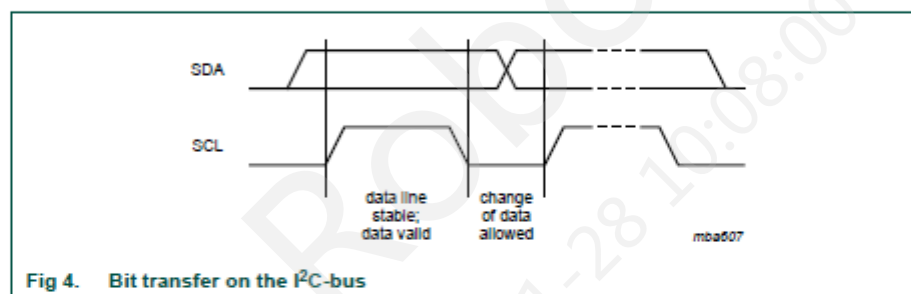 SDA
SCL
data line
stable;
data valid
change
of data
allowed
mba607
Fig 4. Bit transfer on the I²C-bus